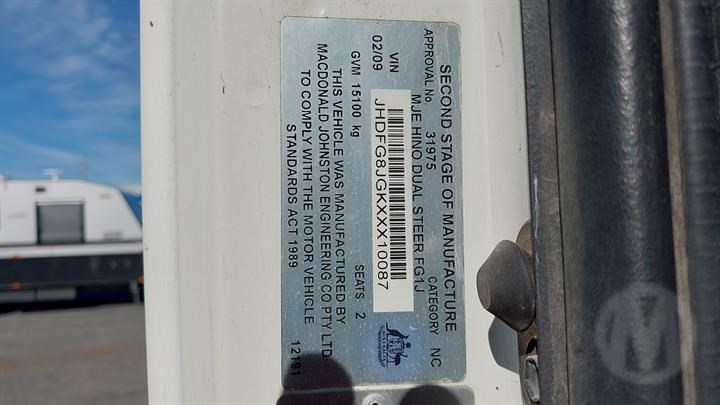 SECOND STAGE OF MANUFACTURE
MJE HINO DUAL STEER FG1J
APPROVAL No. 31975 CATEGORY NC
VIN JHDFG8JGKXXX10087
02/09
GVM 15100 kg SEATS 2
THIS VEHICLE WAS MANUFACTURED BY
MACDONALD JOHNSTON ENGINEERING CO PTY LTD
TO COMPLY WITH THE MOTOR VEHICLE
STANDARDS ACT 1989
12181